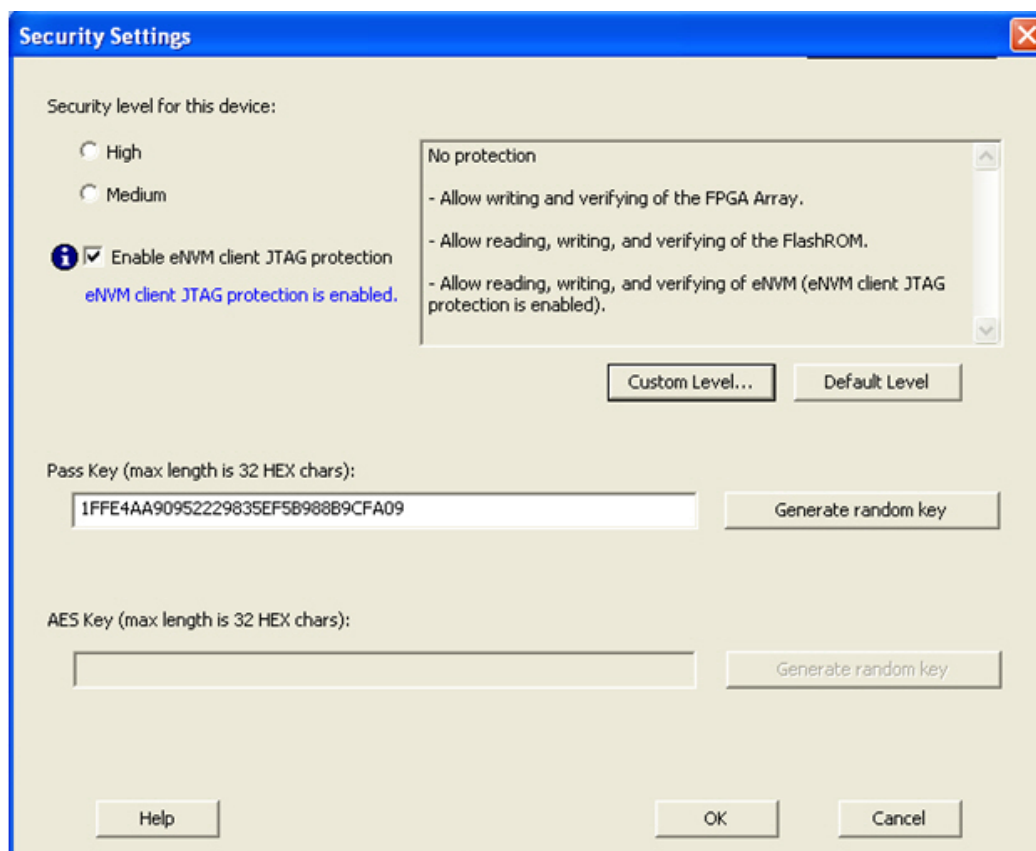 Security Settings
Security level for this device:
High
Medium
Enable eNVM client JTAG protection
eNVM client JTAG protection is enabled.
No protection
- Allow writing and verifying of the FPGA Array.
- Allow reading, writing, and verifying of the FlashROM.
- Allow reading, writing, and verifying of eNVM (eNVM client JTAG
protection is enabled).
Custom Level...
Default Level
Pass Key (max length is 32 HEX chars):
1FFE4AA90952229835EF5B988B9CFA09
Generate random key
AES Key (max length is 32 HEX chars):
Generate random key
Help
OK
Cancel